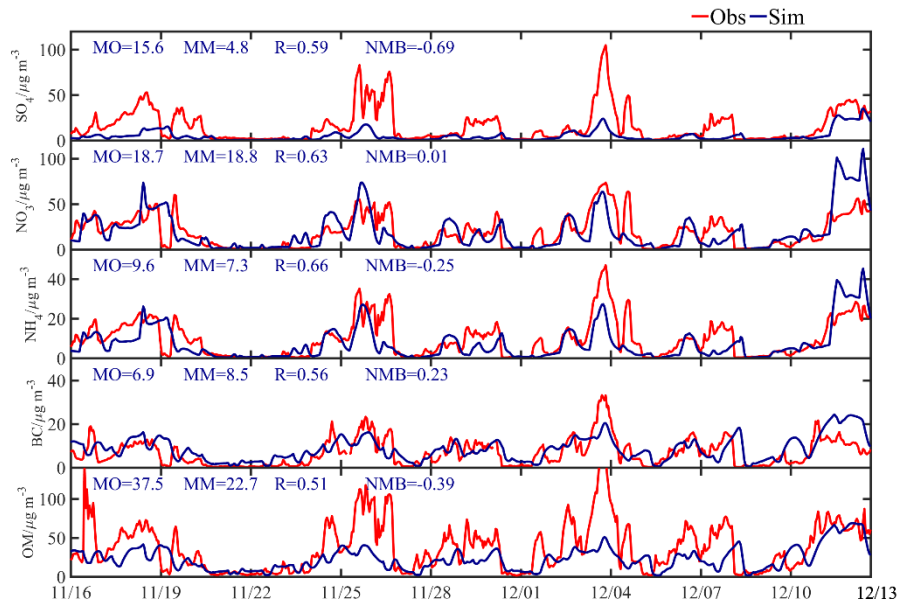 Obs Sim
MO=15.6 MM=4.8 R=0.59 NMB=-0.69
100
50
0
SO4/μg m-3
MO=18.7 MM=18.8 R=0.63 NMB=0.01
100
50
0
NO3/μg m-3
MO=9.6 MM=7.3 R=0.66 NMB=-0.25
40
20
0
NH4/μg m-3
MO=6.9 MM=8.5 R=0.56 NMB=0.23
40
20
0
BC/μg m-3
MO=37.5 MM=22.7 R=0.51 NMB=-0.39
100
50
0
OM/μg m-3
11/16 11/19 11/22 11/25 11/28 12/01 12/04 12/07 12/10 12/13